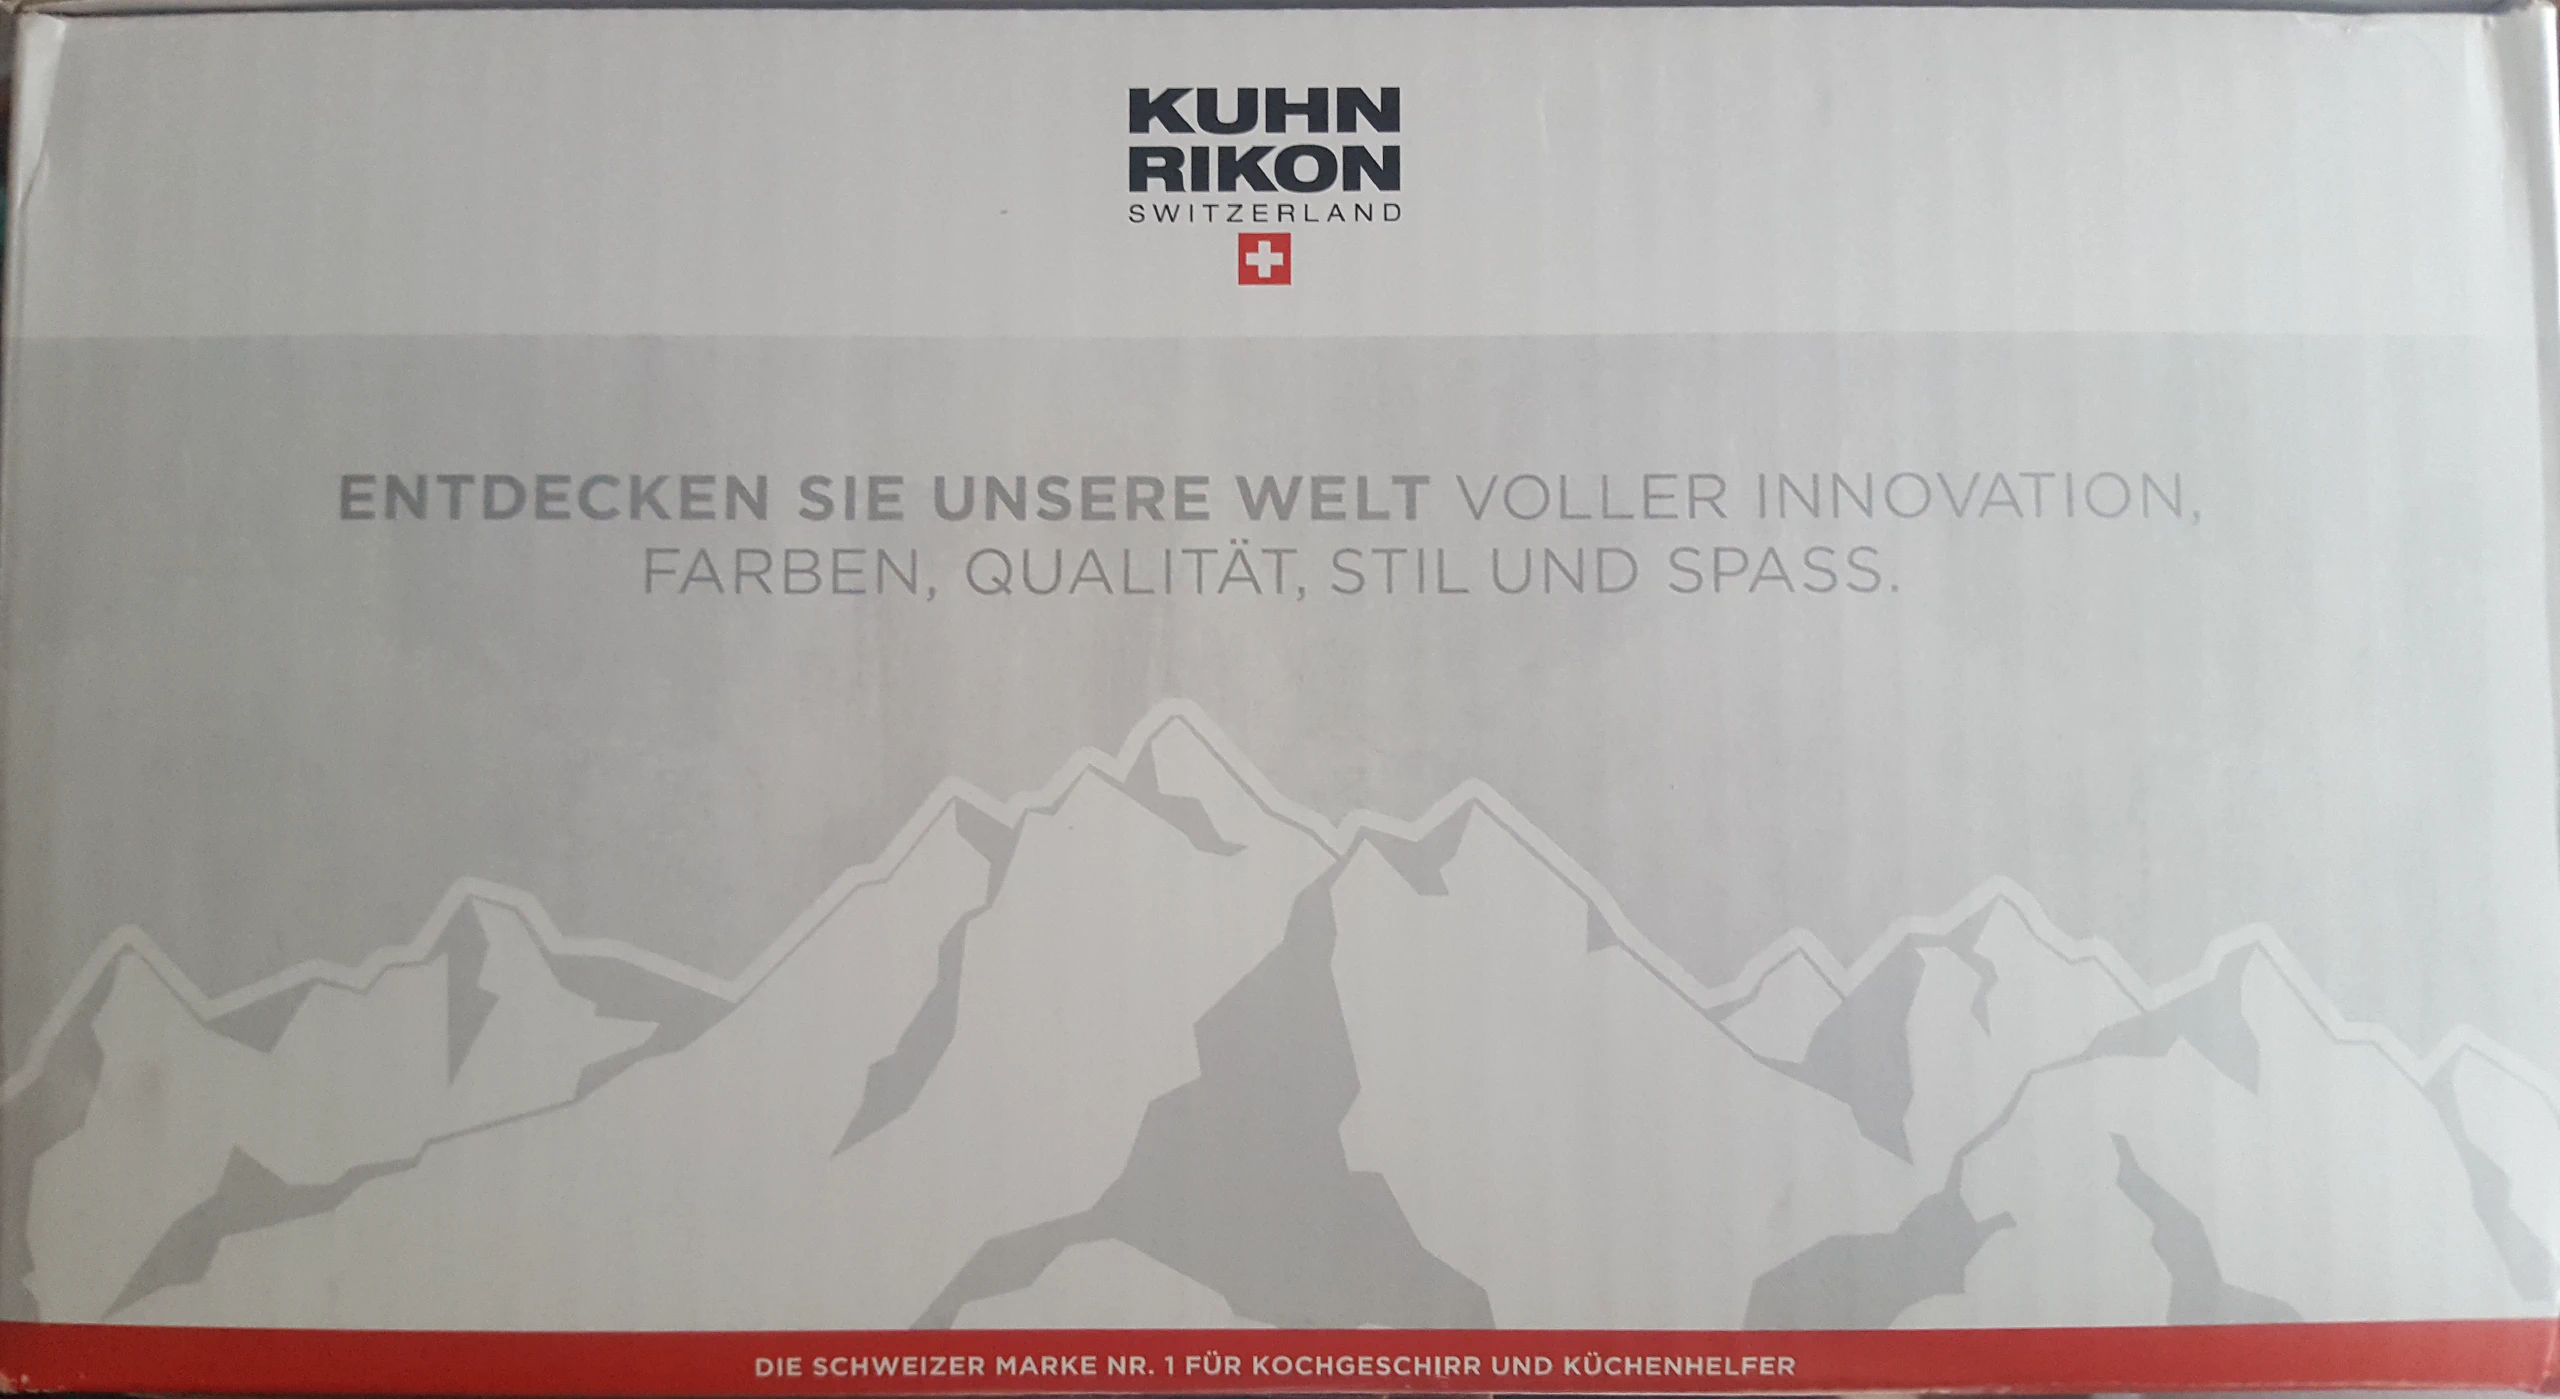 KUHN
RIKON
SWITZERLAND
ENTDECKEN SIE UNSERE WELT VOLLER INNOVATION,
FARBEN, QUALITÄT, STIL UND SPASS.
DIE SCHWEIZER MARKE NR. 1 FÜR KOCHGESCHIRR UND KÜCHENHELFER